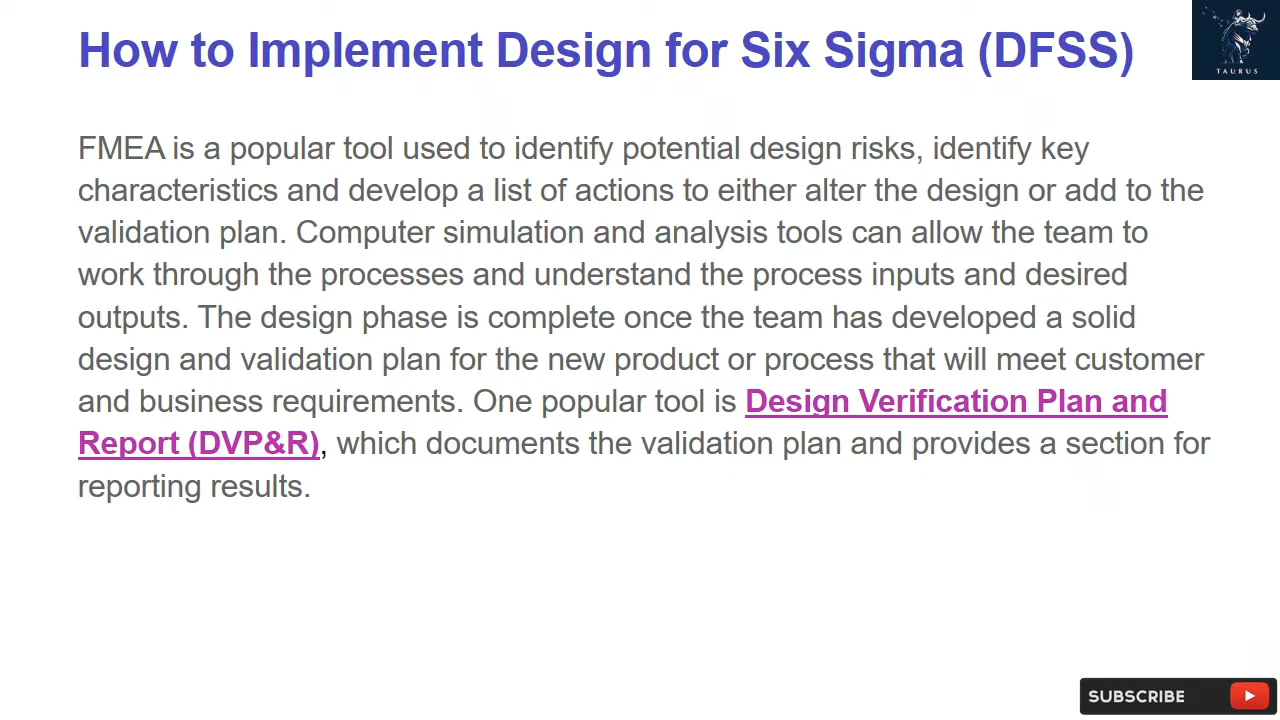 How to Implement Design for Six Sigma (DFSS)
TAURUS
FMEA is a popular tool used to identify potential design risks, identify key
characteristics and develop a list of actions to either alter the design or add to the
validation plan. Computer simulation and analysis tools can allow the team to
work through the processes and understand the process inputs and desired
outputs. The design phase is complete once the team has developed a solid
design and validation plan for the new product or process that will meet customer
and business requirements. One popular tool is Design Verification Plan and
Report (DVP&R), which documents the validation plan and provides a section for
reporting results.
SUBSCRIBE